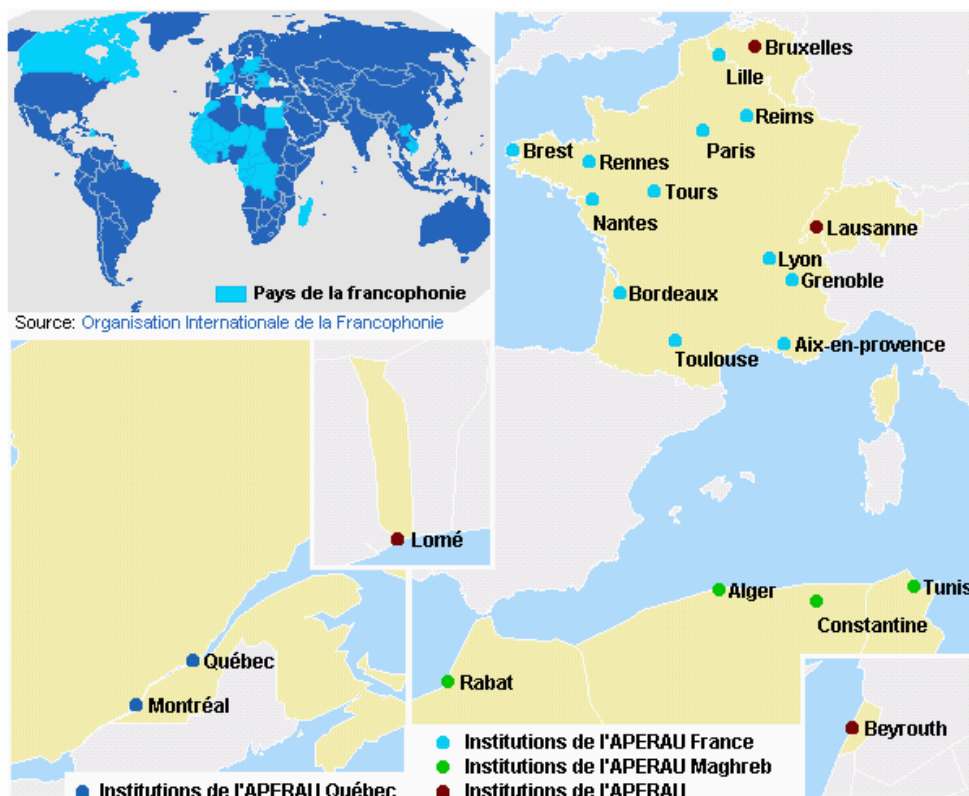 Pays de la francophonie
Source: Organisation Internationale de la Francophonie
Bruxelles
Lille
Reims
Paris
Brest
Rennes
Tours
Nantes
Lausanne
Lyon
Grenoble
Bordeaux
Toulouse
Aix-en-provence
Lomé
Alger
Tunis
Constantine
Québec
Rabat
Montréal
Beyrouth
Institutions de l'APERAU France
Institutions de l'APERAU Maghreb
Institutions de l'APERAU Québec
Institutions de l'APERAU